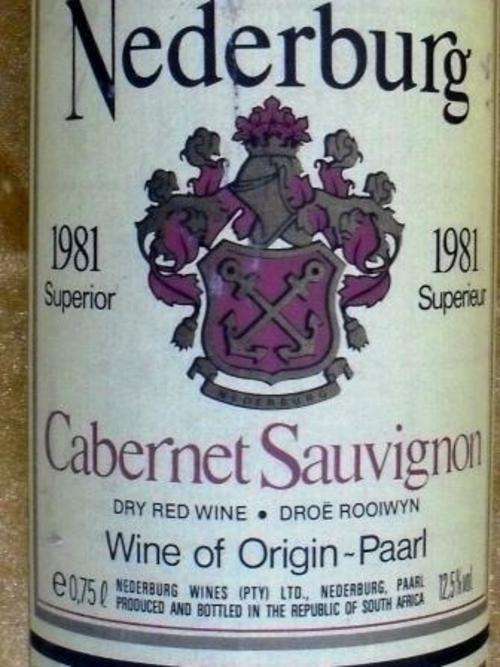 Nederburg
1981 1981
Superior Superieur
NEDERBURG
Cabernet Sauvignon
DRY RED WINE • DROË ROOIWYN
Wine of Origin - Paarl
e 0,75 ℓ NEDERBURG WINES (PTY) LTD., NEDERBURG, PAARL 12,5% vol.
PRODUCED AND BOTTLED IN THE REPUBLIC OF SOUTH AFRICA